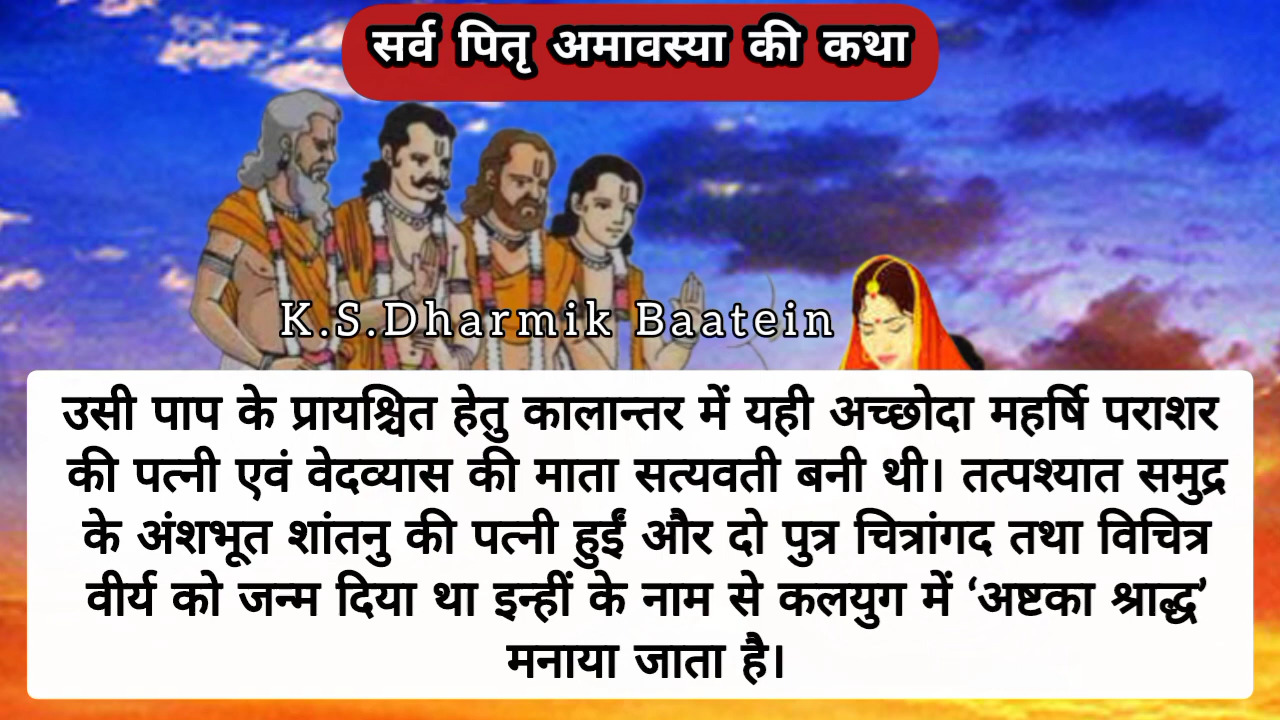 सर्व पितृ अमावस्या की कथा
K.S.Dharmik Baatein
उसी पाप के प्रायश्चित हेतु कालान्तर में यही अच्छोदा महर्षि पराशर
की पत्नी एवं वेदव्यास की माता सत्यवती बनी थी। तत्पश्यात समुद्र
के अंशभूत शांतनु की पत्नी हुईं और दो पुत्र चित्रांगद तथा विचित्र
वीर्य को जन्म दिया था इन्हीं के नाम से कलयुग में ‘अष्टका श्राद्ध’
मनाया जाता है।